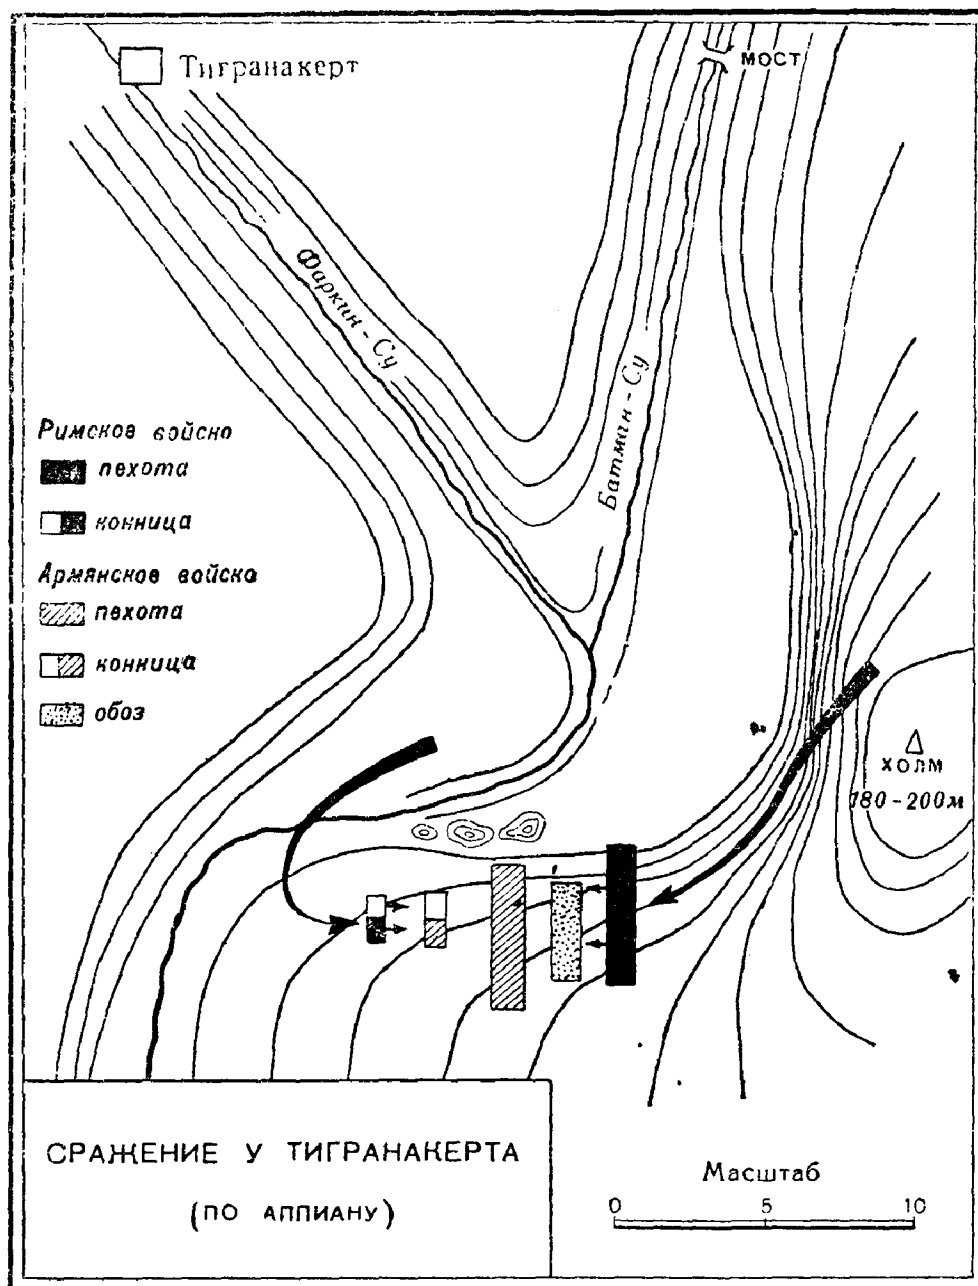 Тигранакерт
мост
Фаркин-Су
Батман-Су
Римское войско
пехота
конница
Армянское войско
пехота
конница
обоз
холм
180-200м
СРАЖЕНИЕ У ТИГРАНАКЕРТА
(ПО АППИАНУ)
Масштаб
0 5 10